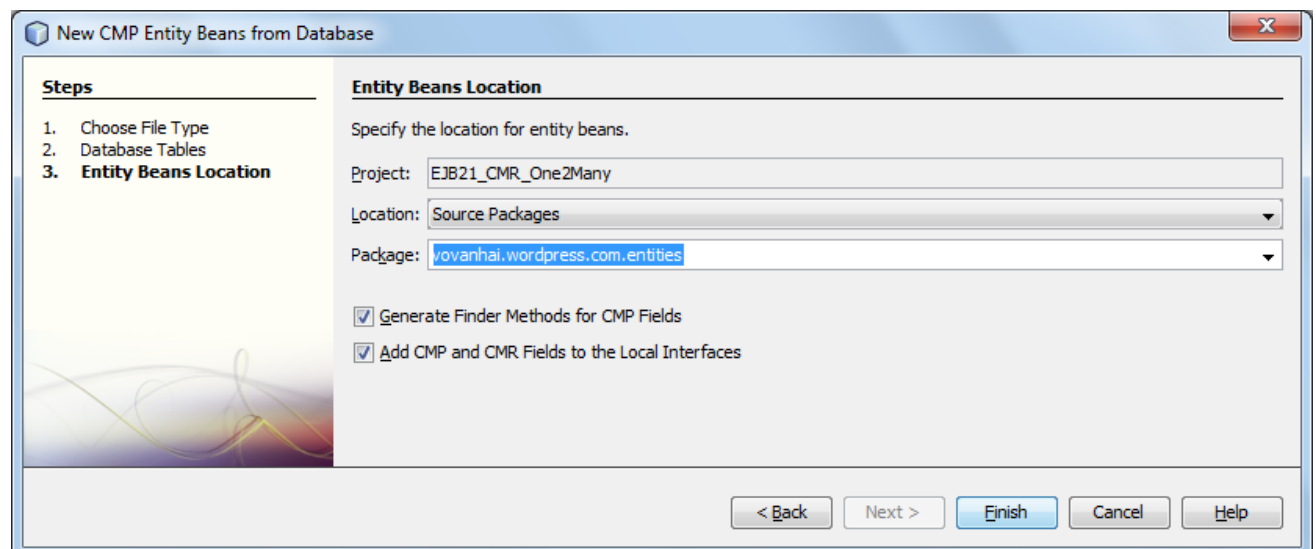 New CMP Entity Beans from Database
Steps
1. Choose File Type
2. Database Tables
3. Entity Beans Location
Entity Beans Location
Specify the location for entity beans.
Project: EJB21_CMR_One2Many
Location: Source Packages
Package: vovanhai.wordpress.com.entities
Generate Finder Methods for CMP Fields
Add CMP and CMR Fields to the Local Interfaces
< Back Next > Finish Cancel Help